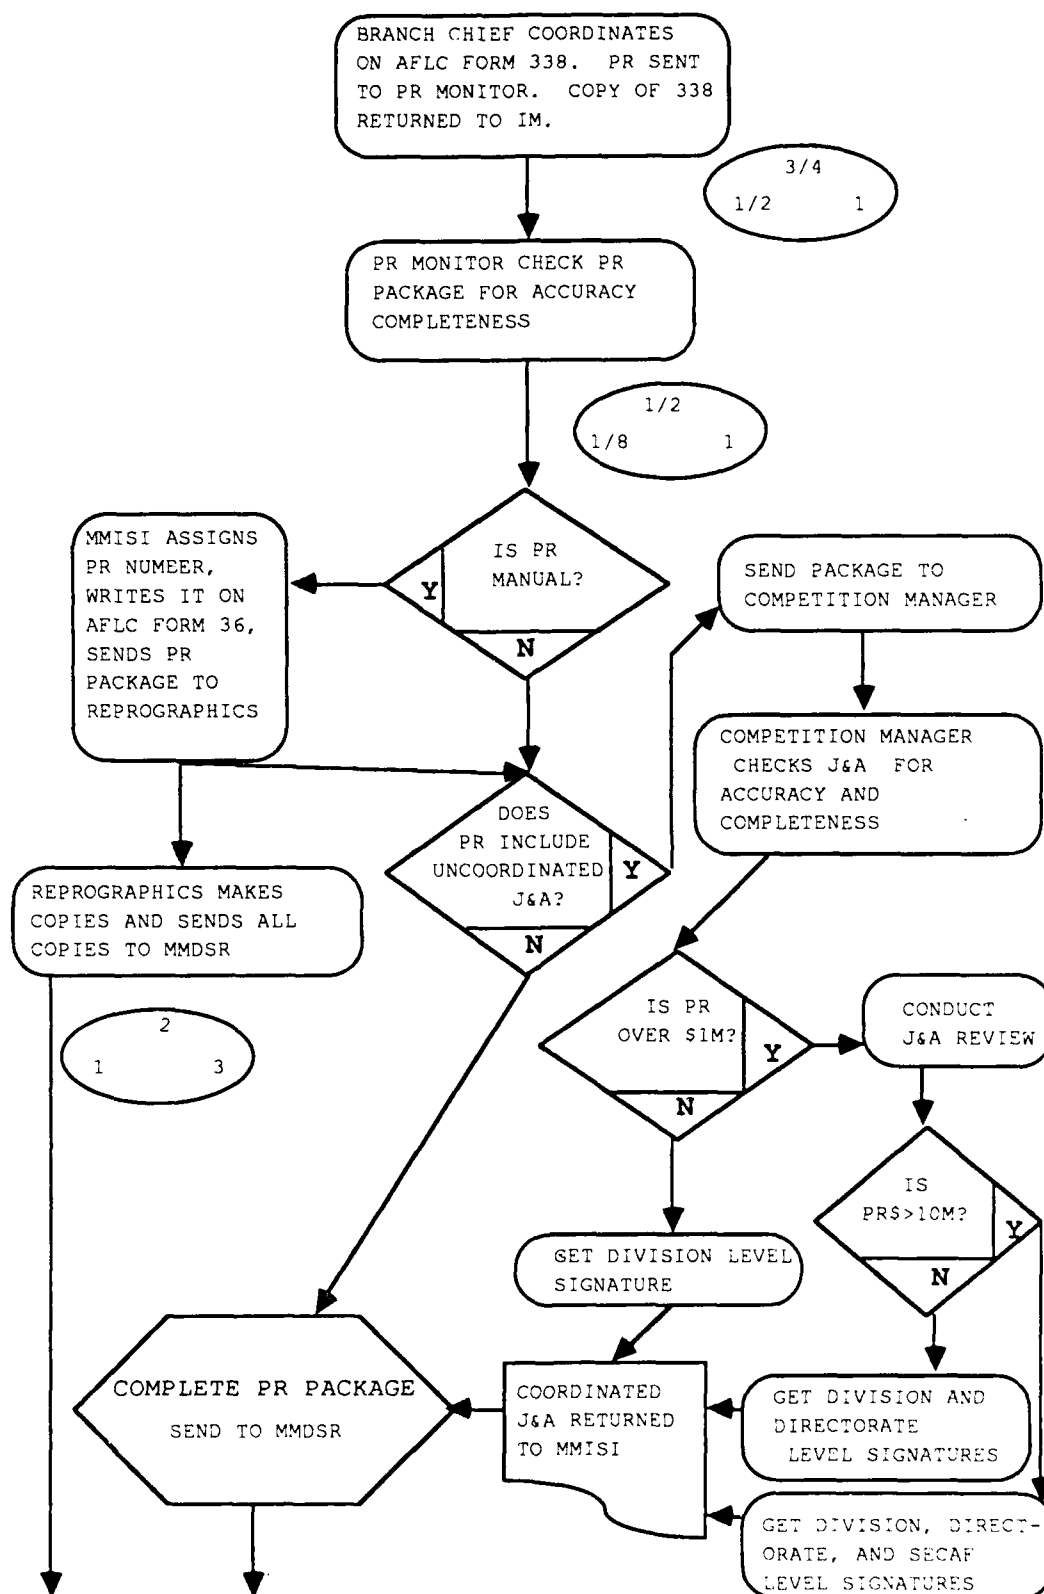 BRANCH CHIEF COORDINATES
ON AFLC FORM 338. PR SENT
TO PR MONITOR. COPY OF 338
RETURNED TO IM.
3/4
1/2 1
PR MONITOR CHECK PR
PACKAGE FOR ACCURACY
COMPLETENESS
1/2
1/8 1
IS PR
MANUAL?
Y
N
MMISI ASSIGNS
PR NUMEER,
WRITES IT ON
AFLC FORM 36,
SENDS PR
PACKAGE TO
REPROGRAPHICS
SEND PACKAGE TO
COMPETITION MANAGER
COMPETITION MANAGER
CHECKS J&A FOR
ACCURACY AND
COMPLETENESS
DOES
PR INCLUDE
UNCOORDINATED
J&A?
Y
N
REPROGRAPHICS MAKES
COPIES AND SENDS ALL
COPIES TO MMDSR
2
1 3
IS PR
OVER $1M?
Y
N
CONDUCT
J&A REVIEW
IS
PR$>10M?
Y
N
GET DIVISION LEVEL
SIGNATURE
COMPLETE PR PACKAGE
SEND TO MMDSR
COORDINATED
J&A RETURNED
TO MMISI
GET DIVISION AND
DIRECTORATE
LEVEL SIGNATURES
GET DIVISION, DIRECT-
ORATE, AND SECAF
LEVEL SIGNATURES